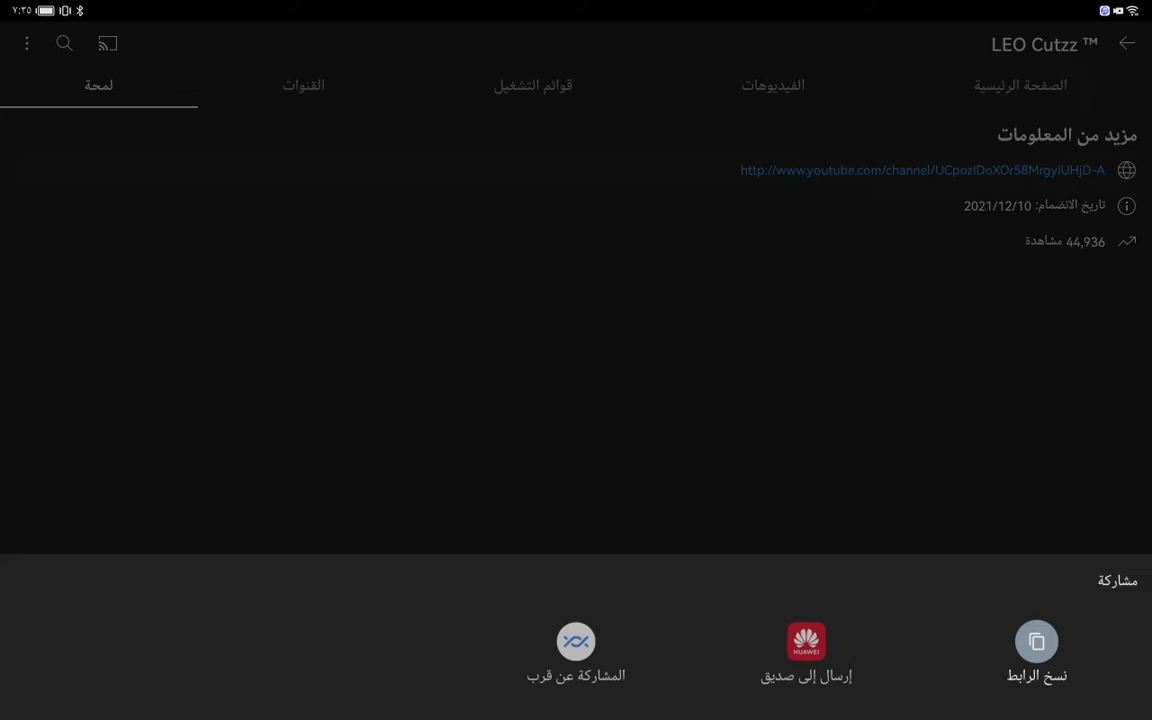 ٧:٣٥
LEO Cutzz ™
الصفحة الرئيسية
الفيديوهات
قوائم التشغيل
القنوات
لمحة
مزيد من المعلومات
http://www.youtube.com/channel/UCpozIDoXOr58MrgyIUHjD-A
تاريخ الانضمام: 2021/12/10
44,936 مشاهدة
مشاركة
نسخ الرابط
HUAWEI
إرسال إلى صديق
المشاركة عن قرب